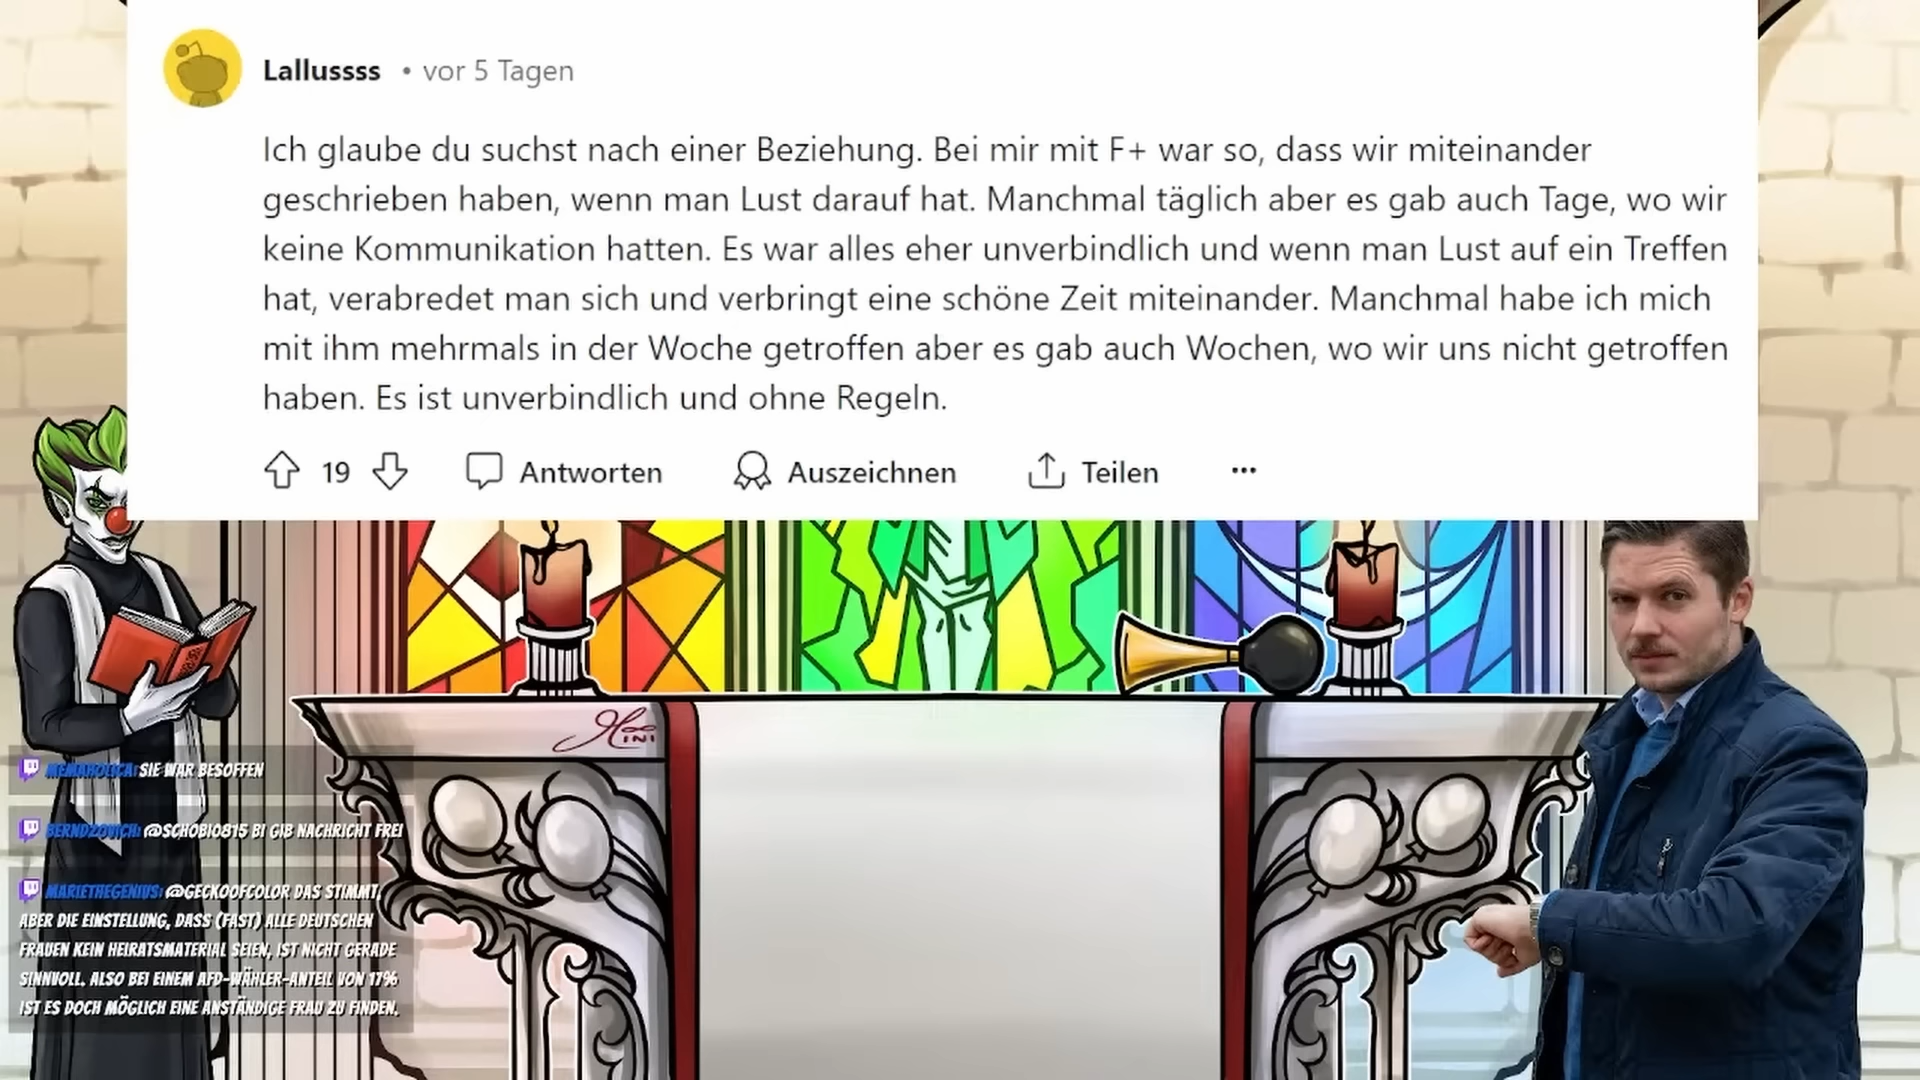 Lallussss • vor 5 Tagen
Ich glaube du suchst nach einer Beziehung. Bei mir mit F+ war so, dass wir miteinander
geschrieben haben, wenn man Lust darauf hat. Manchmal täglich aber es gab auch Tage, wo wir
keine Kommunikation hatten. Es war alles eher unverbindlich und wenn man Lust auf ein Treffen
hat, verabredet man sich und verbringt eine schöne Zeit miteinander. Manchmal habe ich mich
mit ihm mehrmals in der Woche getroffen aber es gab auch Wochen, wo wir uns nicht getroffen
haben. Es ist unverbindlich und ohne Regeln.
19 Antworten Auszeichnen Teilen ...
MEMAHOLICA: SIE WAR BESOFFEN
BERNDZOVICH: @SCHOBI0815 BI GIB NACHRICHT FREI
MARIETHEGENIUS: @GECKOOFCOLOR DAS STIMMT,
ABER DIE EINSTELLUNG, DASS (FAST) ALLE DEUTSCHEN
FRAUEN KEIN HEIRATSMATERIAL SEIEN, IST NICHT GERADE
SINNVOLL. ALSO BEI EINEM AFD-WÄHLER-ANTEIL VON 17%
IST ES DOCH MÖGLICH EINE ANSTÄNDIGE FRAU ZU FINDEN.